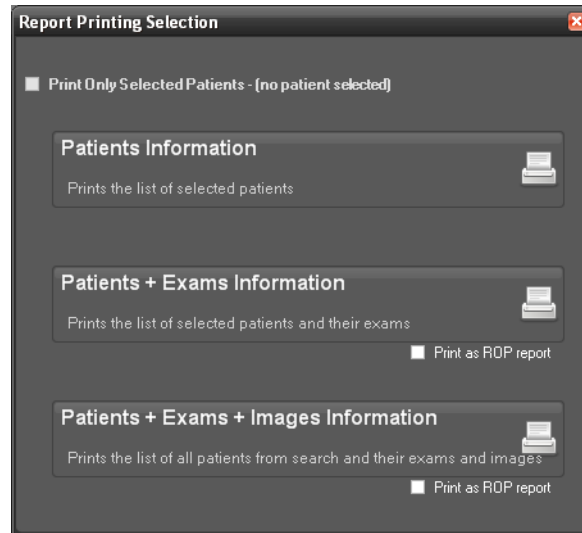 Report Printing Selection
Print Only Selected Patients - (no patient selected)
Patients Information
Prints the list of selected patients
Patients + Exams Information
Prints the list of selected patients and their exams
Print as ROP report
Patients + Exams + Images Information
Prints the list of all patients from search and their exams and images
Print as ROP report